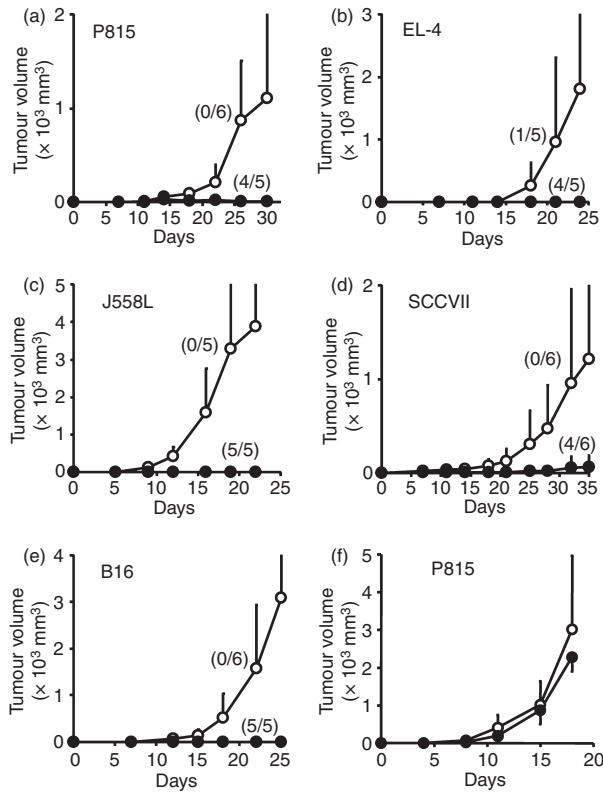 (a)
P815
Tumour volume
(× 10³ mm³)
2
1
0
(0/6)
(4/5)
0 5 10 15 20 25 30
Days
(b)
EL-4
Tumour volume
(× 10³ mm³)
3
2
1
0
(1/5)
(4/5)
0 5 10 15 20 25
Days
(c)
J558L
Tumour volume
(× 10³ mm³)
5
4
3
2
1
0
(0/5)
(5/5)
0 5 10 15 20 25
Days
(d)
SCCVII
Tumour volume
(× 10³ mm³)
2
1
0
(0/6)
(4/6)
0 5 10 15 20 25 30 35
Days
(e)
B16
Tumour volume
(× 10³ mm³)
4
3
2
1
0
(0/6)
(5/5)
0 5 10 15 20 25
Days
(f)
P815
Tumour volume
(× 10³ mm³)
5
4
3
2
1
0
0 5 10 15 20
Days